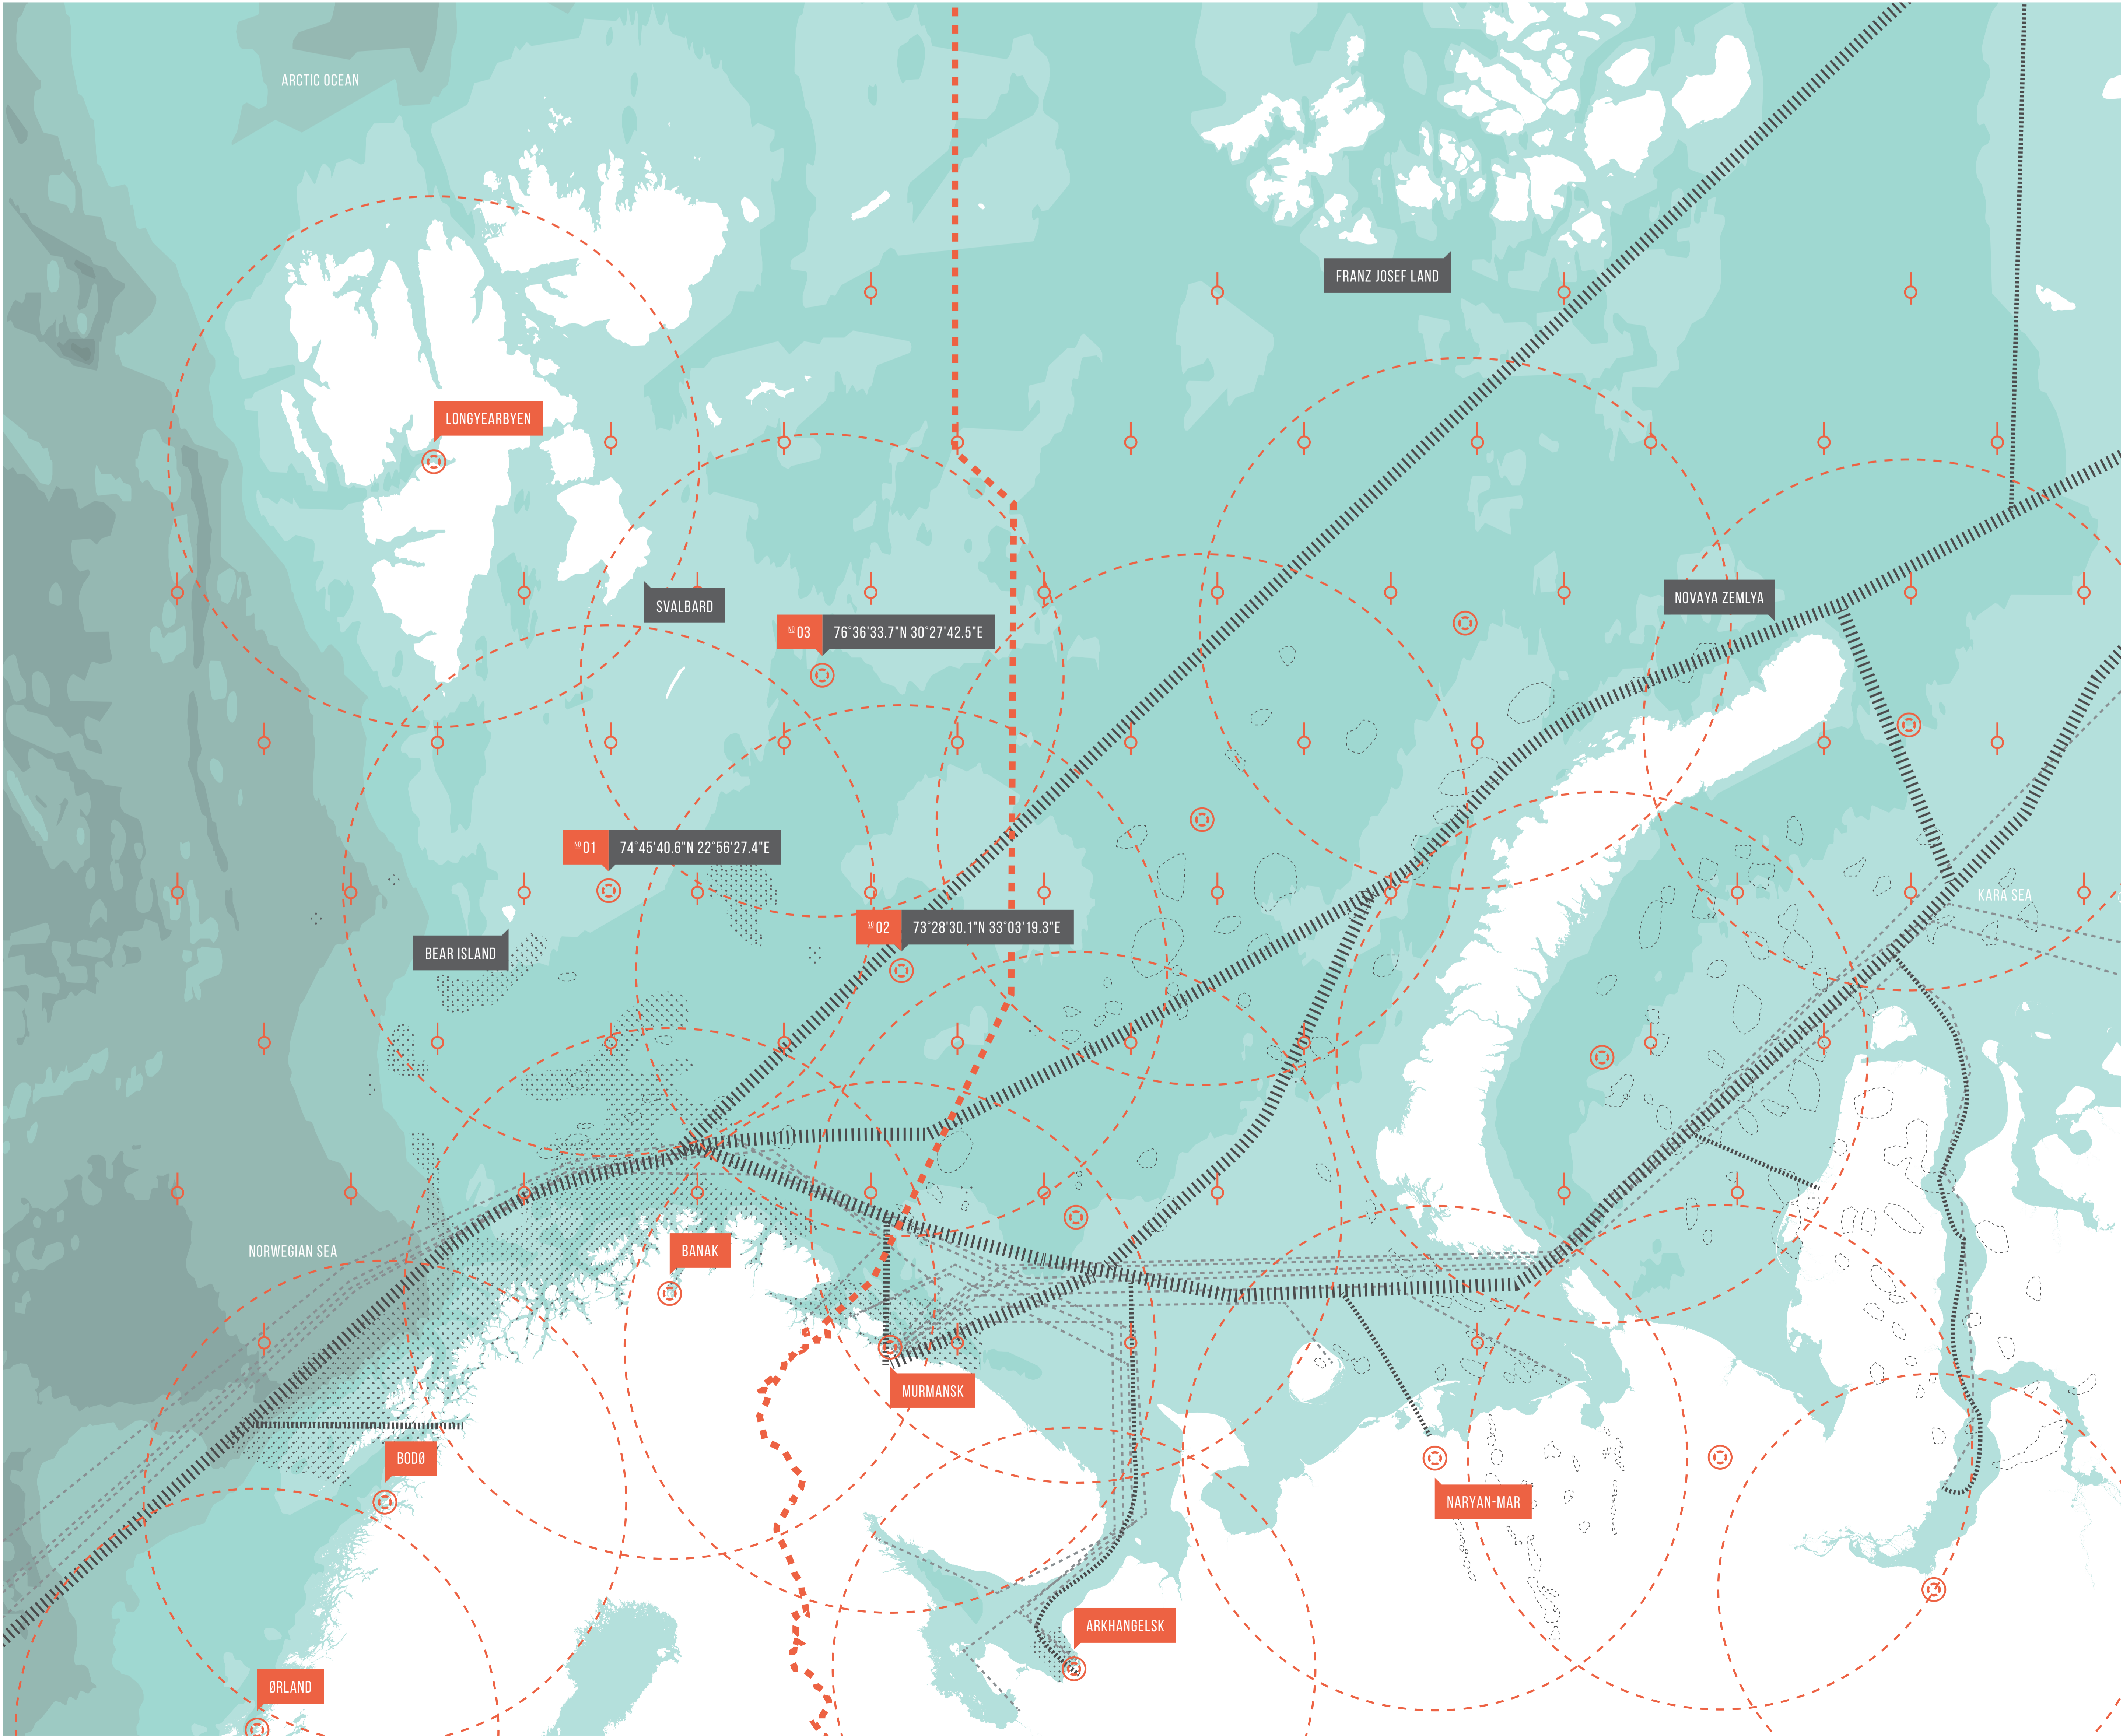 ARCTIC OCEAN
FRANZ JOSEF LAND
LONGYEARBYEN
NOVAYA ZEMLYA
SVALBARD
NO 03 76°36'33.7"N 30°27'42.5"E
NO 01 74°45'40.6"N 22°56'27.4"E
KARA SEA
NO 02 73°28'30.1"N 33°03'19.3"E
BEAR ISLAND
NORWEGIAN SEA
BANAK
MURMANSK
BODØ
NARYAN-MAR
ARKHANGELSK
ØRLAND